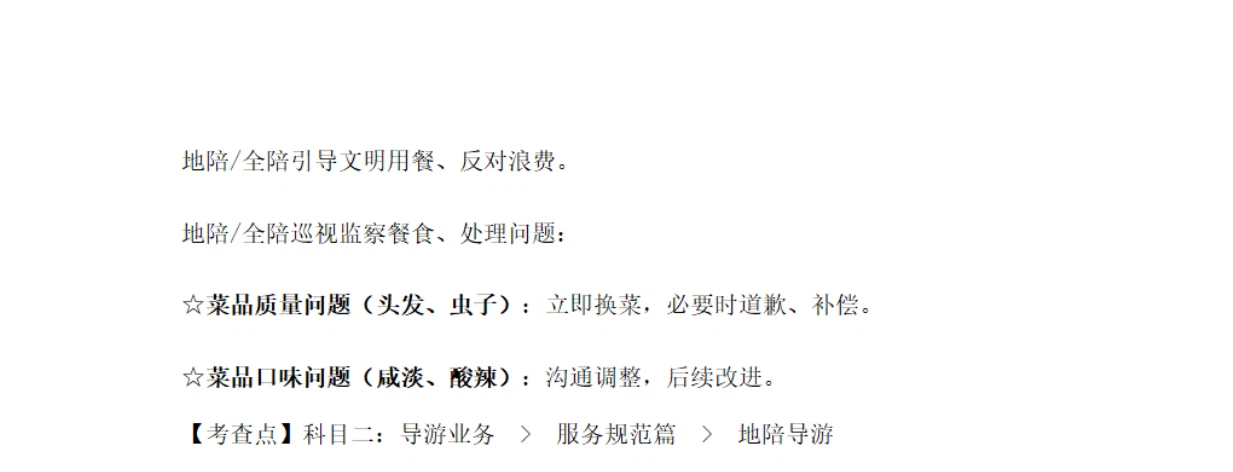 地陪/全陪引导文明用餐、反对浪费。
地陪/全陪巡视监察餐食、处理问题：
☆菜品质量问题（头发、虫子）：立即换菜，必要时道歉、补偿。
☆菜品口味问题（咸淡、酸辣）：沟通调整，后续改进。
【考查点】科目二：导游业务 > 服务规范篇 > 地陪导游